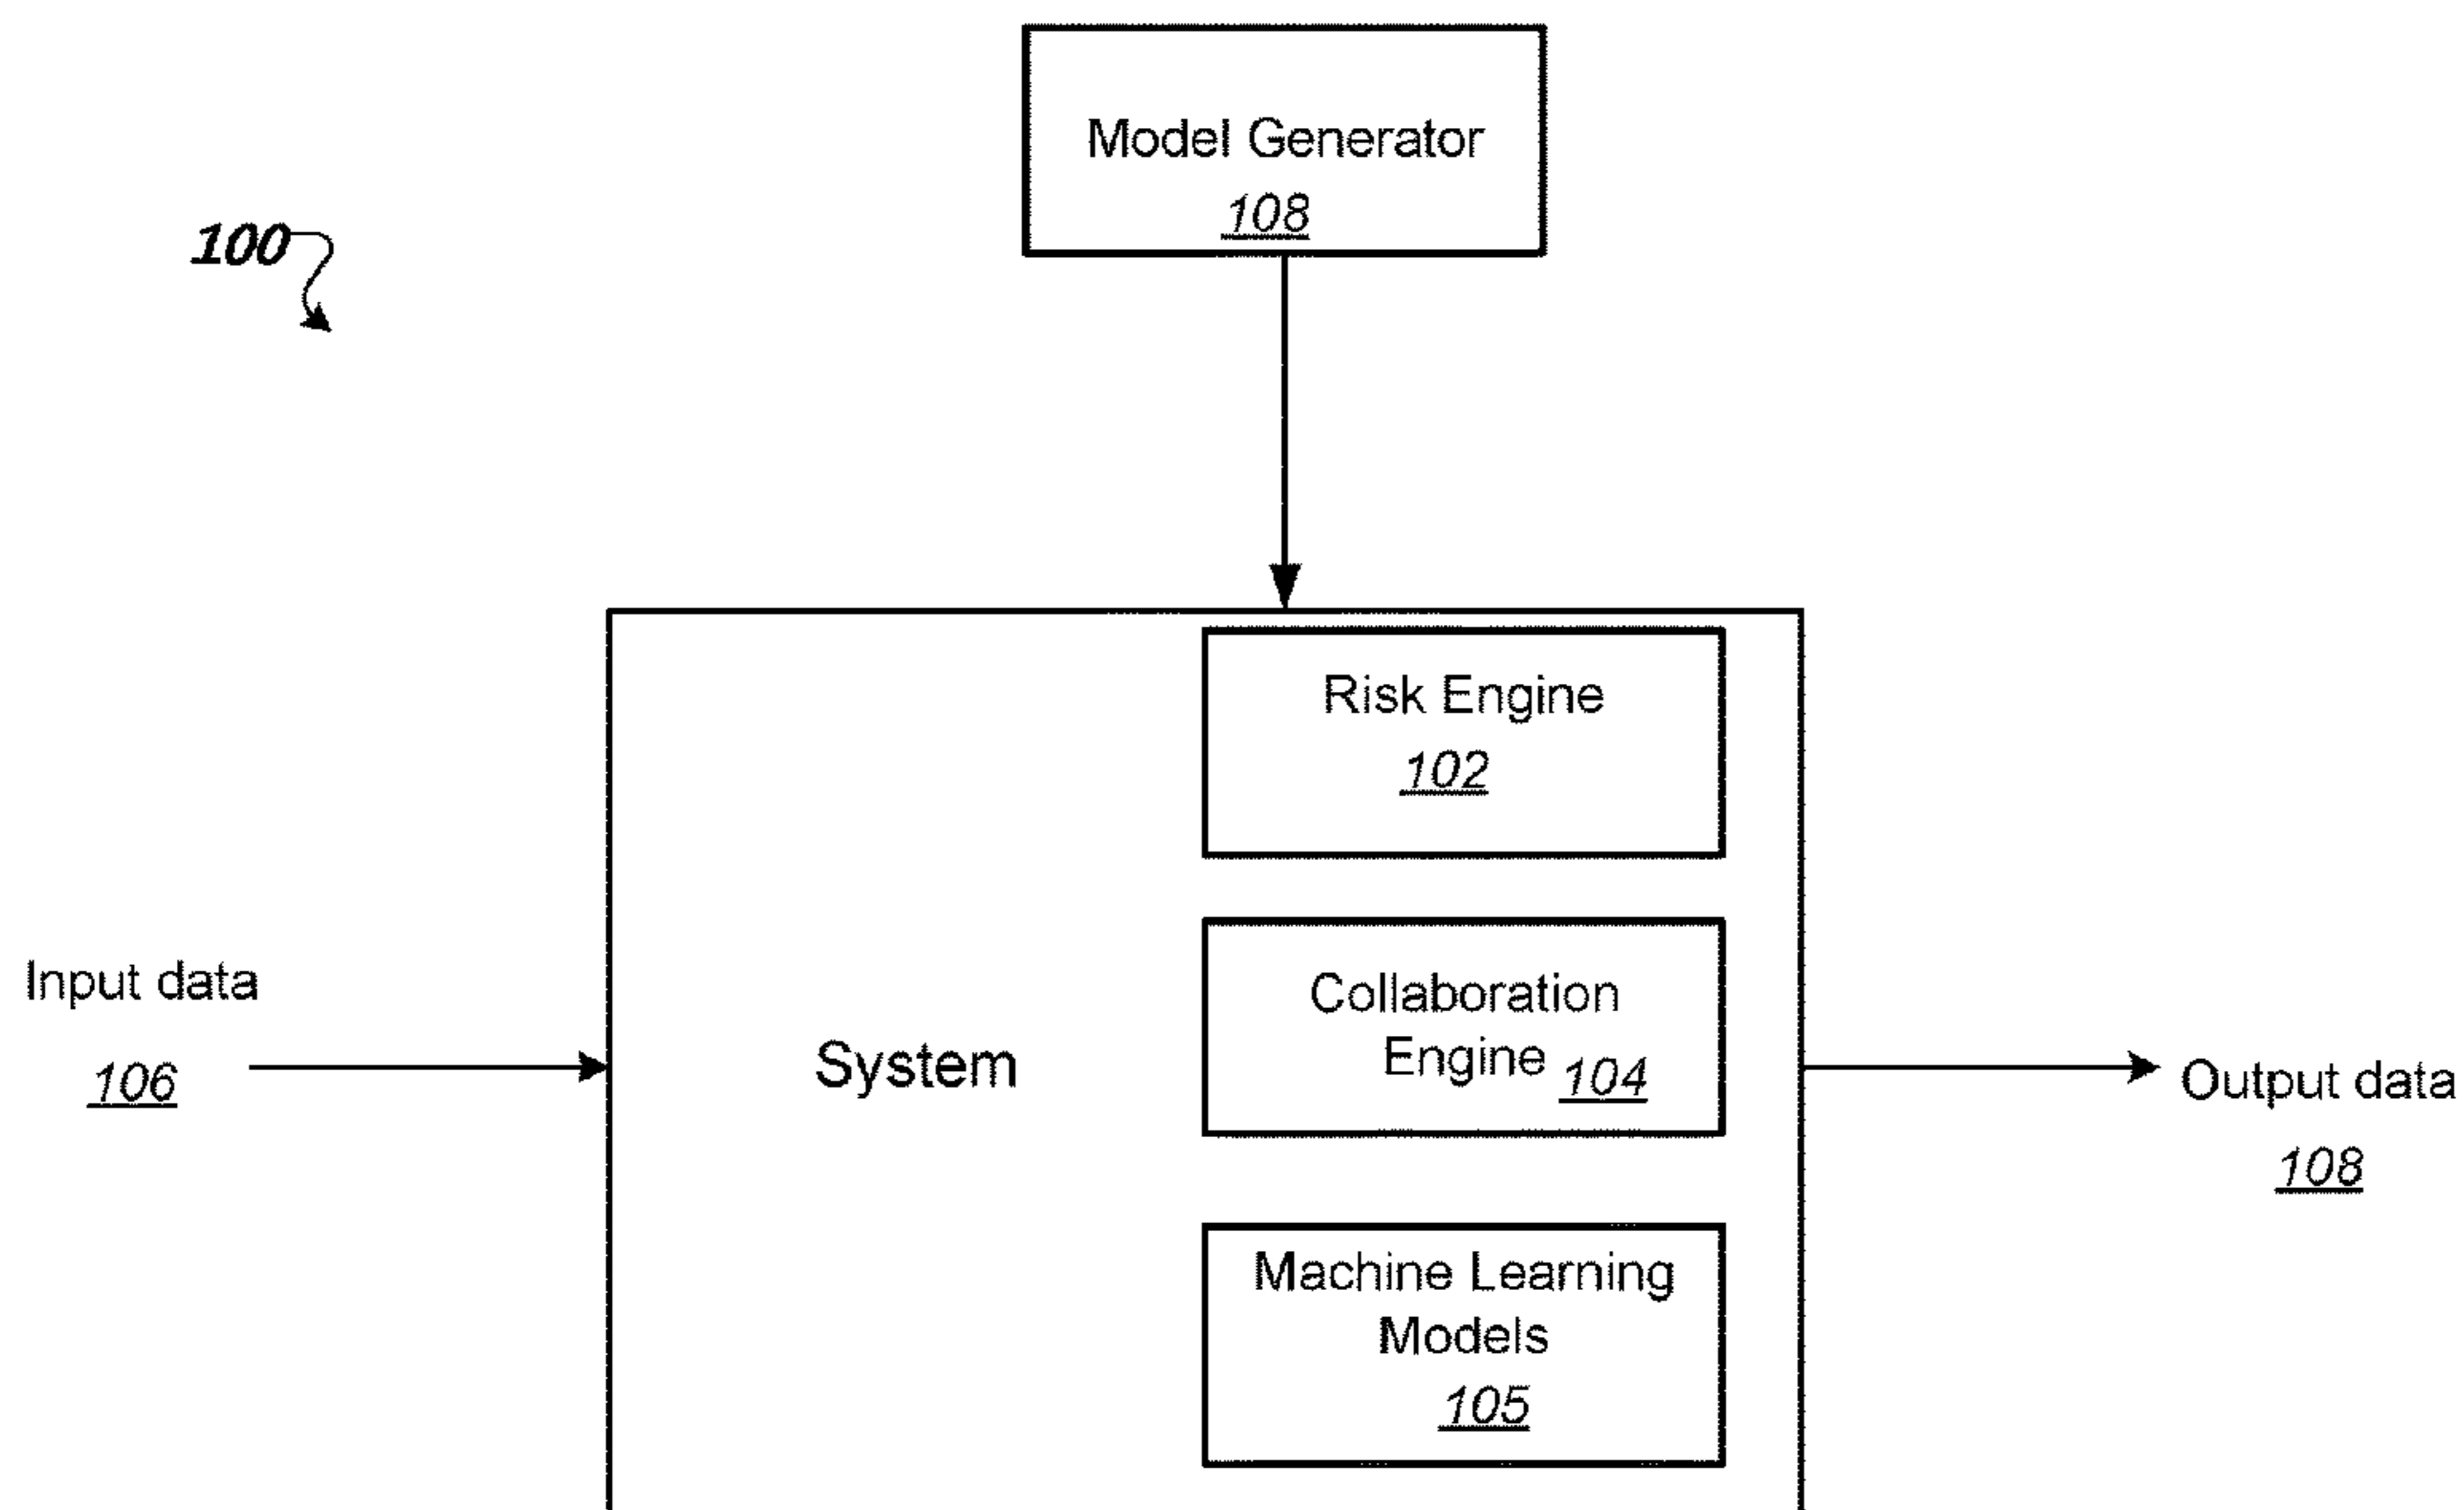 Model Generator
108
100
Risk Engine
102
Input data
106
System
Collaboration
Engine 104
Output data
108
Machine Learning
Models
105